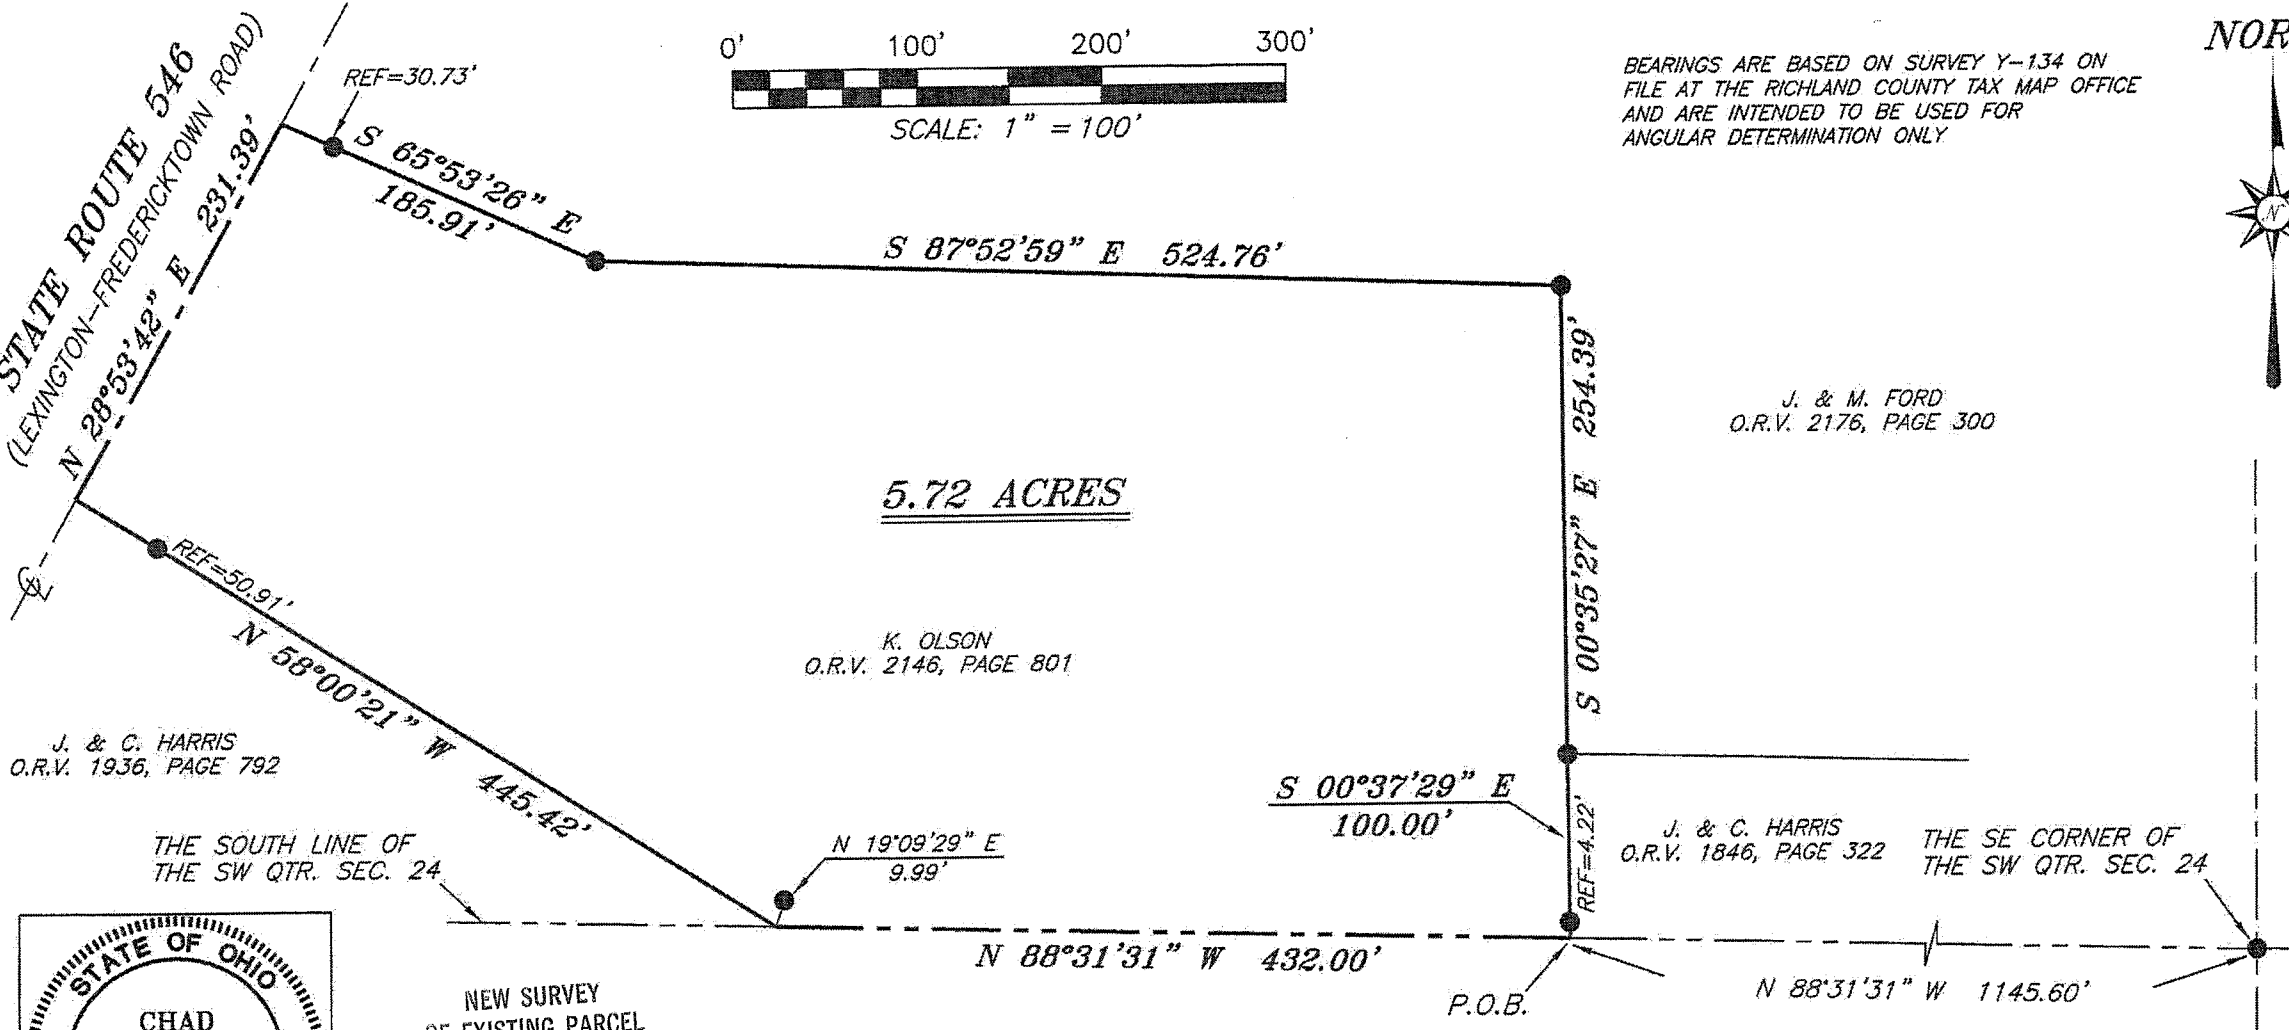 STATE ROUTE 546
(LEXINGTON-FREDERICKTOWN ROAD)
N 28°53'42" E 231.39'
REF=30.73'
S 65°53'26" E
185.91'
0' 100' 200' 300'
SCALE: 1" = 100'
BEARINGS ARE BASED ON SURVEY Y-134 ON
FILE AT THE RICHLAND COUNTY TAX MAP OFFICE
AND ARE INTENDED TO BE USED FOR
ANGULAR DETERMINATION ONLY
NOR
N
S 87°52'59" E 524.76'
S 00°35'27" E 254.39'
J. & M. FORD
O.R.V. 2176, PAGE 300
5.72 ACRES
K. OLSON
O.R.V. 2146, PAGE 801
CL
REF=50.91'
N 58°00'21" W 445.42'
J. & C. HARRIS
O.R.V. 1936, PAGE 792
THE SOUTH LINE OF
THE SW QTR. SEC. 24
N 19°09'29" E
9.99'
S 00°37'29" E
100.00'
REF=4.22'
J. & C. HARRIS
O.R.V. 1846, PAGE 322
THE SE CORNER OF
THE SW QTR. SEC. 24
N 88°31'31" W 432.00'
P.O.B.
N 88°31'31" W 1145.60'
STATE OF OHIO
CHAD
NEW SURVEY
OF EXISTING PARCEL